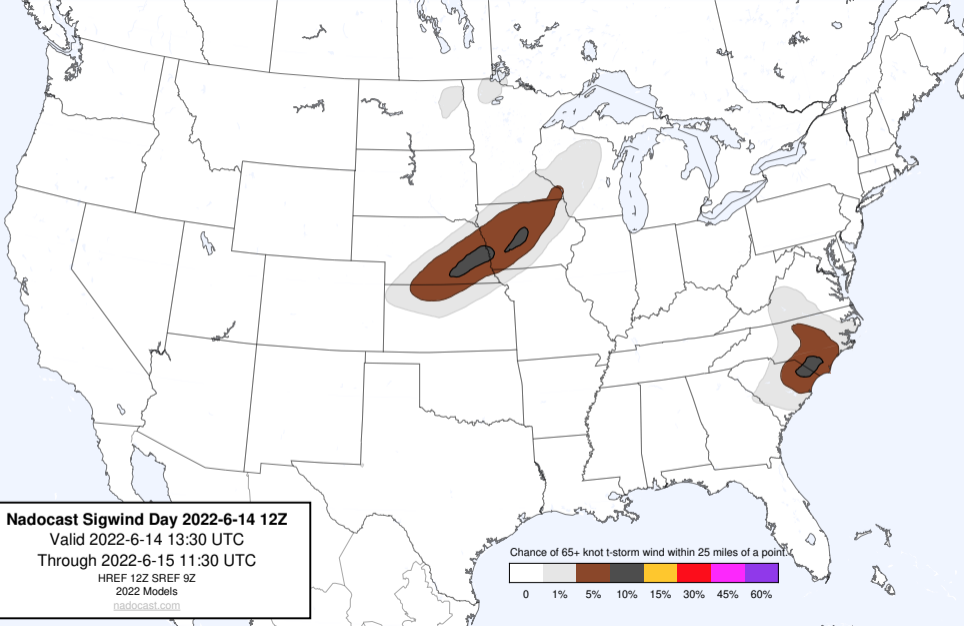 Nadocast Sigwind Day 2022-6-14 12Z
Valid 2022-6-14 13:30 UTC
Through 2022-6-15 11:30 UTC
HREF 12Z SREF 9Z
2022 Models
nadocast.com
Chance of 65+ knot t-storm wind within 25 miles of a point.
0 1% 5% 10% 15% 30% 45% 60%